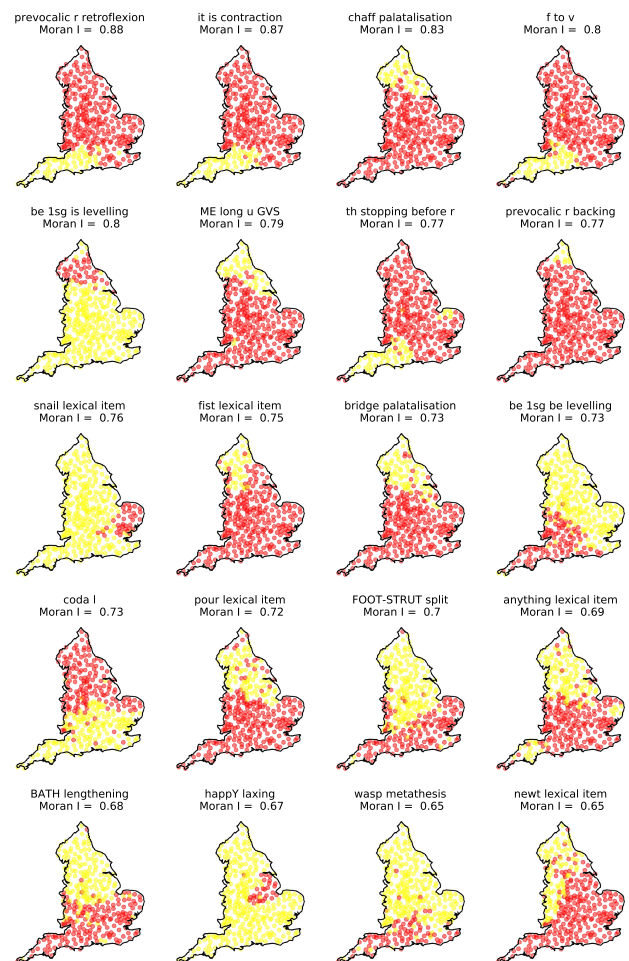 prevocalic r retroflexion
Moran I = 0.88
it is contraction
Moran I = 0.87
chaff palatalisation
Moran I = 0.83
f to v
Moran I = 0.8
be 1sg is levelling
Moran I = 0.8
ME long u GVS
Moran I = 0.79
th stopping before r
Moran I = 0.77
prevocalic r backing
Moran I = 0.77
snail lexical item
Moran I = 0.76
fist lexical item
Moran I = 0.75
bridge palatalisation
Moran I = 0.73
be 1sg be levelling
Moran I = 0.73
coda l
Moran I = 0.73
pour lexical item
Moran I = 0.72
FOOT-STRUT split
Moran I = 0.7
anything lexical item
Moran I = 0.69
BATH lengthening
Moran I = 0.68
happY laxing
Moran I = 0.67
wasp metathesis
Moran I = 0.65
newt lexical item
Moran I = 0.65